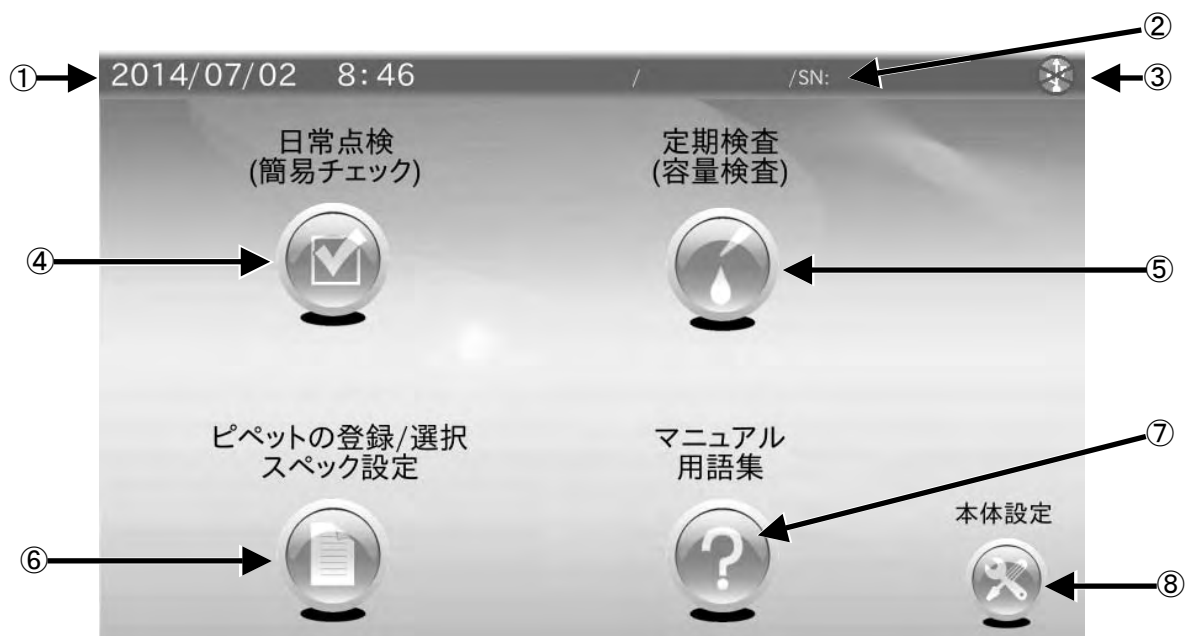 ②
① 2014/07/02 8:46 / /SN: ③
日常点検
(簡易チェック)
定期検査
(容量検査)
④
⑤
ピペットの登録/選択
スペック設定
マニュアル
用語集
⑦
本体設定
⑥
⑧